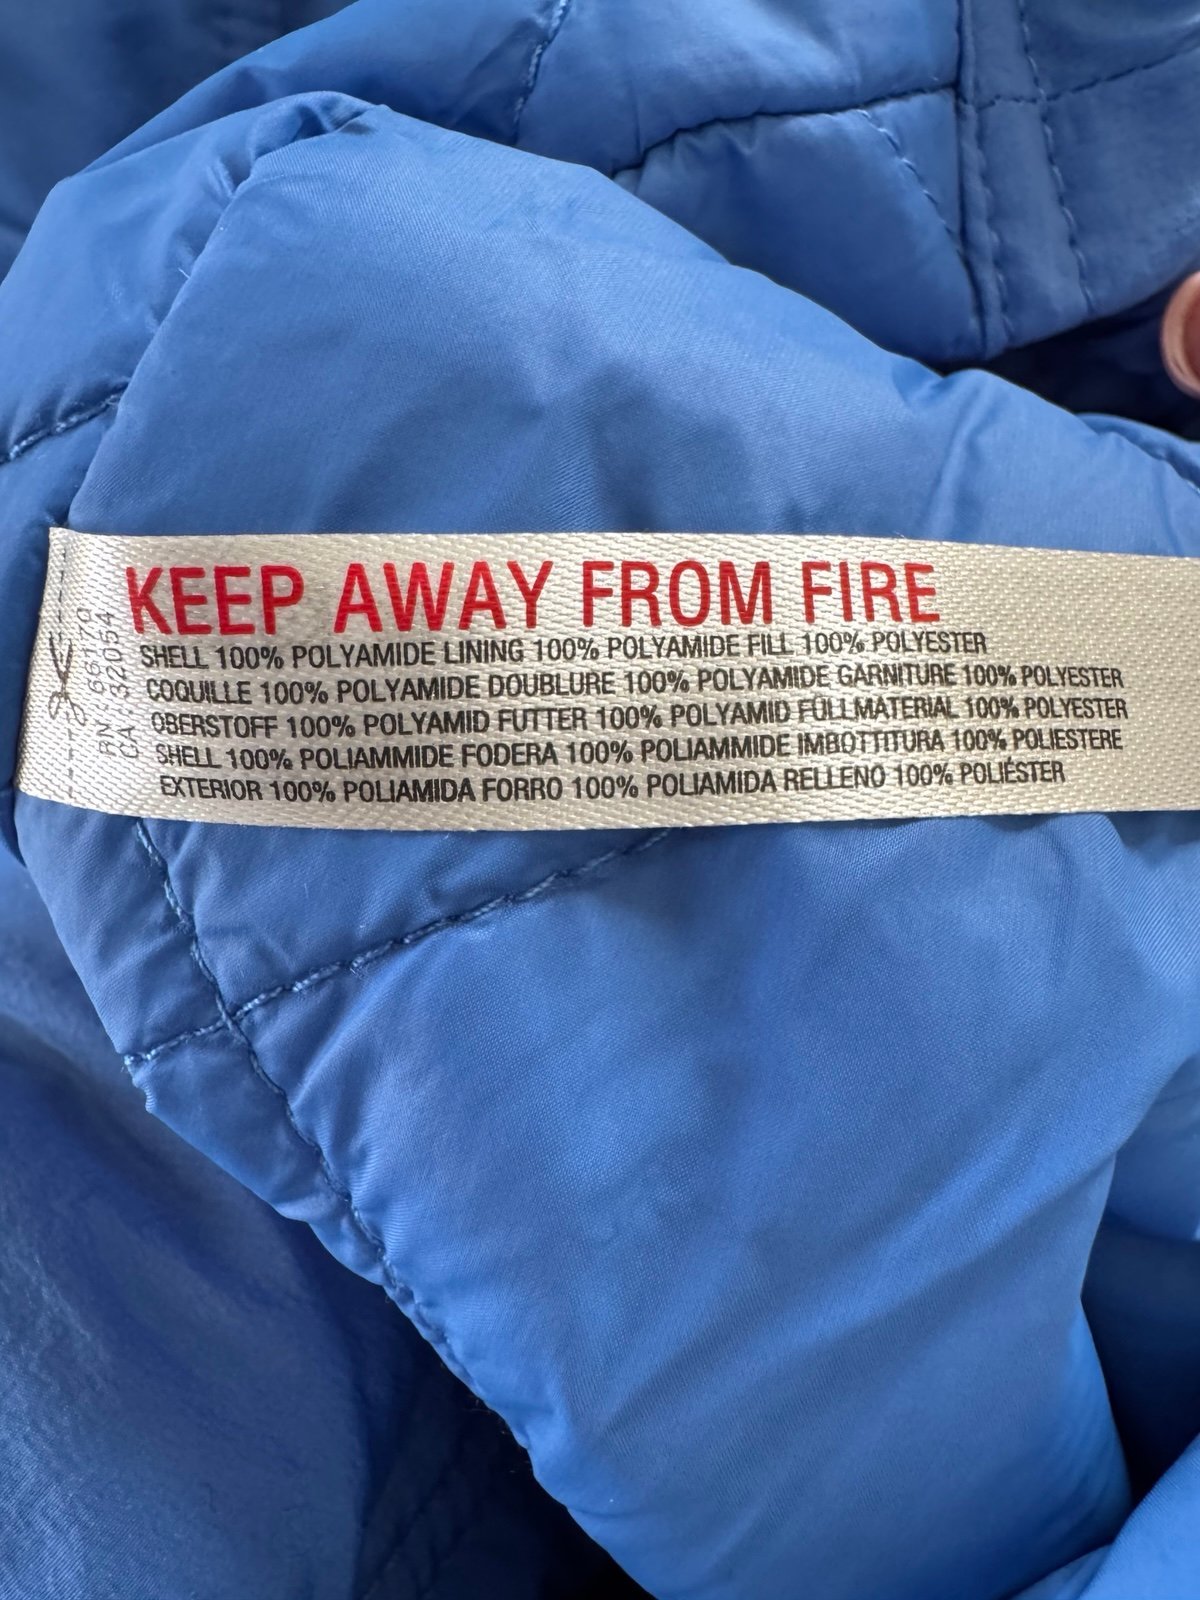 KEEP AWAY FROM FIRE
SHELL 100% POLYAMIDE LINING 100% POLYAMIDE FILL 100% POLYESTER
COQUILLE 100% POLYAMIDE DOUBLURE 100% POLYAMIDE GARNITURE 100% POLYESTER
OBERSTOFF 100% POLYAMID FUTTER 100% POLYAMID FÜLLMATERIAL 100% POLYESTER
SHELL 100% POLIAMMIDE FODERA 100% POLIAMMIDE IMBOTTITURA 100% POLIESTERE
EXTERIOR 100% POLIAMIDA FORRO 100% POLIAMIDA RELLENO 100% POLIÉSTER
RN - 66170
CA 32054